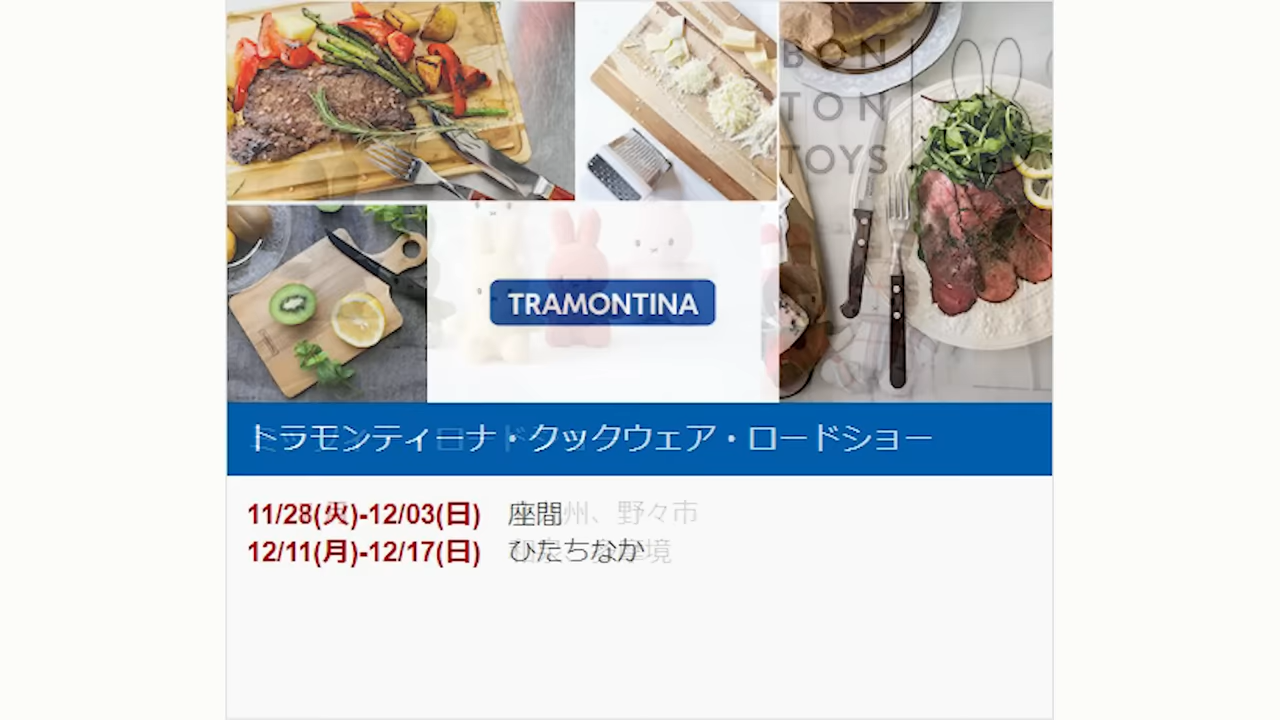 BON
TON
TOYS
TRAMONTINA
トラモンティーナ・クックウェア・ロードショー
11/28(火)-12/03(日) 座間
12/11(月)-12/17(日) ひたちなか